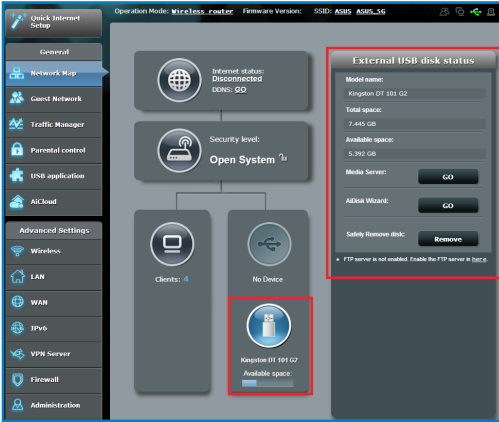 Quick Internet
Setup
Operation Mode: Wireless router Firmware Version: SSID: ASUS ASUS_5G
General
Network Map
Guest Network
Traffic Manager
Parental control
USB application
AiCloud
Advanced Settings
Wireless
LAN
WAN
IPv6
VPN Server
Firewall
Administration
Internet status:
Disconnected
DDNS: GO
Security level:
Open System
Clients: 4
No Device
Kingston DT 101 G2
Available space:
External USB disk status
Model name:
Kingston DT 101 G2
Total space:
7.445 GB
Available space:
5.392 GB
Media Server: GO
AiDisk Wizard: GO
Safely Remove disk: Remove
• FTP server is not enabled. Enable the FTP server in here.